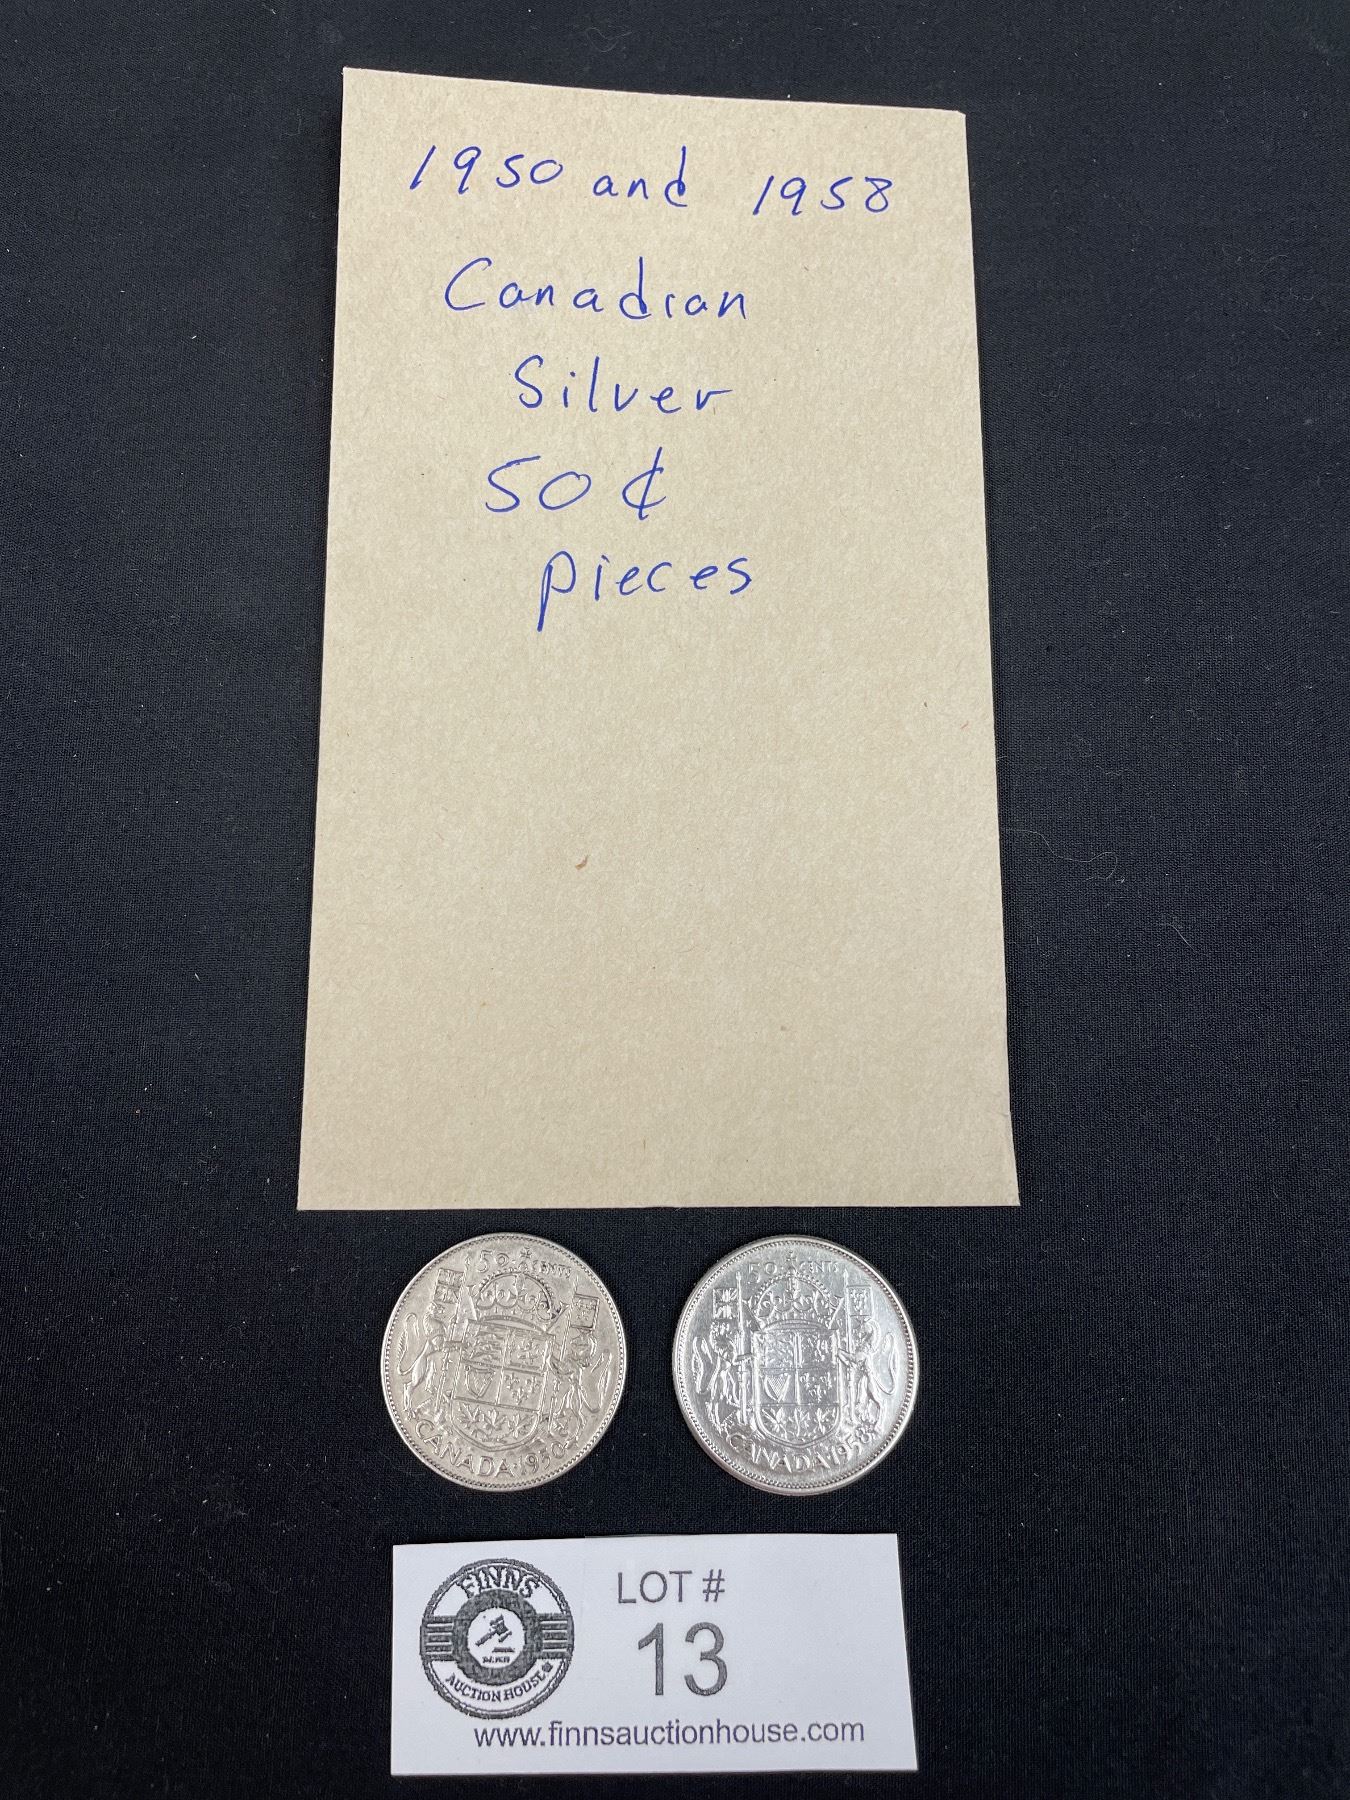 1950 and 1958
Canadian
Silver
50 ¢
pieces
50 CENTS
CANADA 1950
50 CENTS
CANADA 1958
FINNS
AUCTION HOUSE
LOT #
13
www.finnsauctionhouse.com